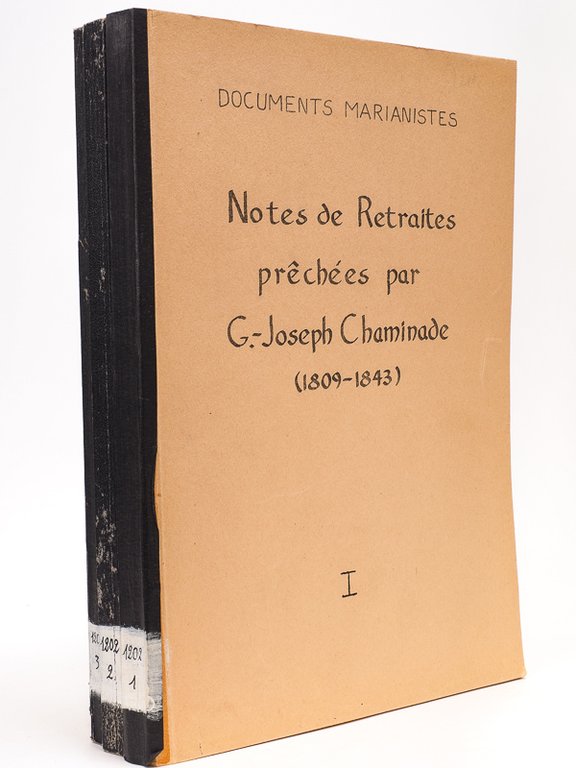 DOCUMENTS MARIANISTES
Notes de Retraites
prêchées par
G.-Joseph Chaminade
(1809-1843)
I
3
1202
2
1202
1